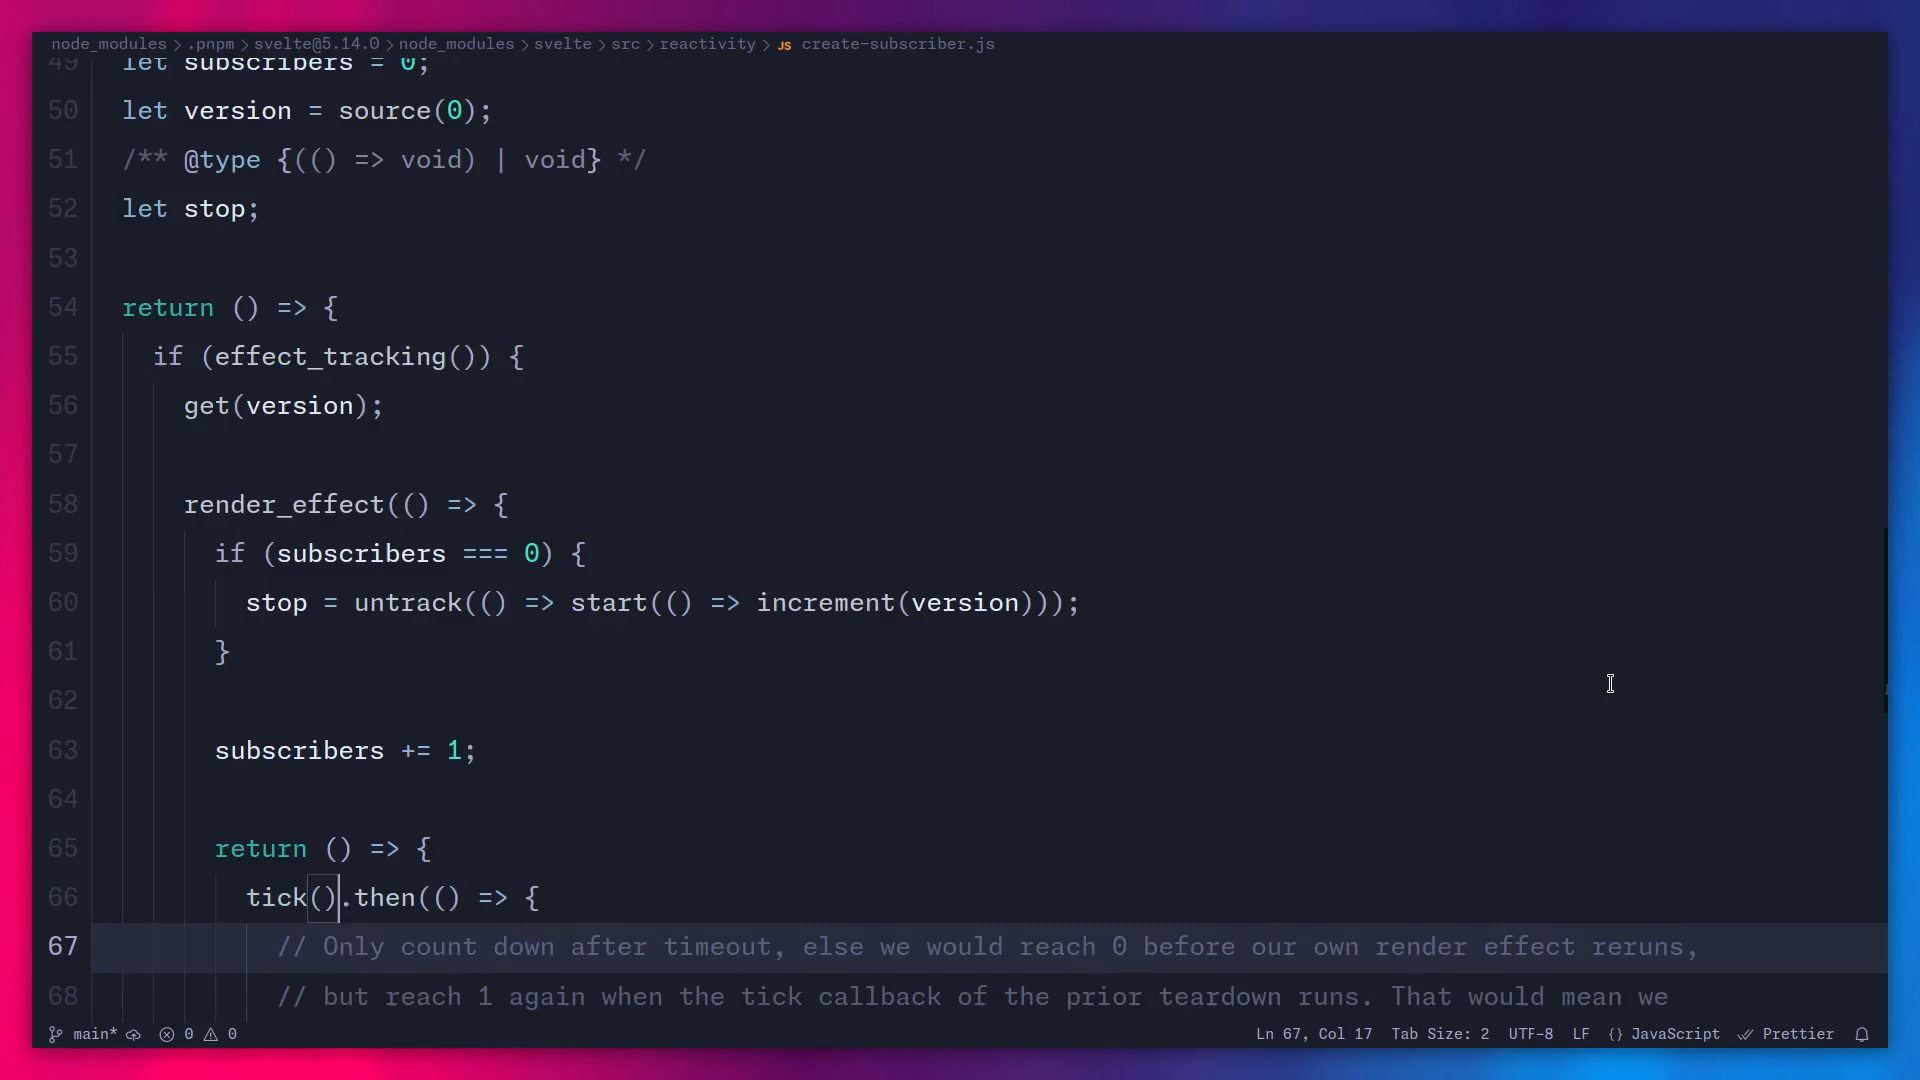 node_modules > .pnpm > svelte@5.14.0 > node_modules > svelte > src > reactivity > JS create-subscriber.js
49 let subscribers = 0;
50 let version = source(0);
51 /** @type {(() => void) | void} */
52 let stop;
53
54 return () => {
55 if (effect_tracking()) {
56 get(version);
57
58 render_effect(() => {
59 if (subscribers === 0) {
60 stop = untrack(() => start(() => increment(version)));
61 }
62
63 subscribers += 1;
64
65 return () => {
66 tick().then(() => {
67 // Only count down after timeout, else we would reach 0 before our own render effect reruns,
68 // but reach 1 again when the tick callback of the prior teardown runs. That would mean we
main* 0 0 Ln 67, Col 17 Tab Size: 2 UTF-8 LF {} JavaScript Prettier